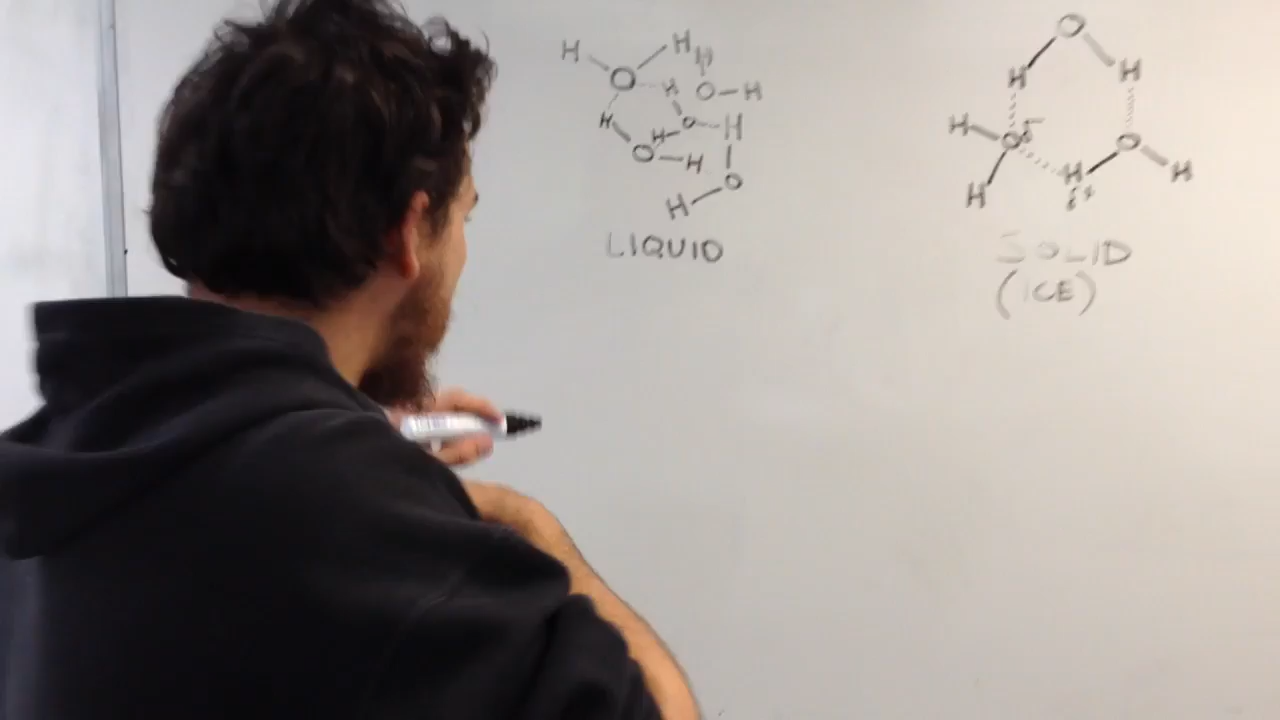 H H H
O H O H
H H O H
O H
H O
LIQUID
O
H H
H O δ- O
H H δ+ H
SOLID
(ICE)